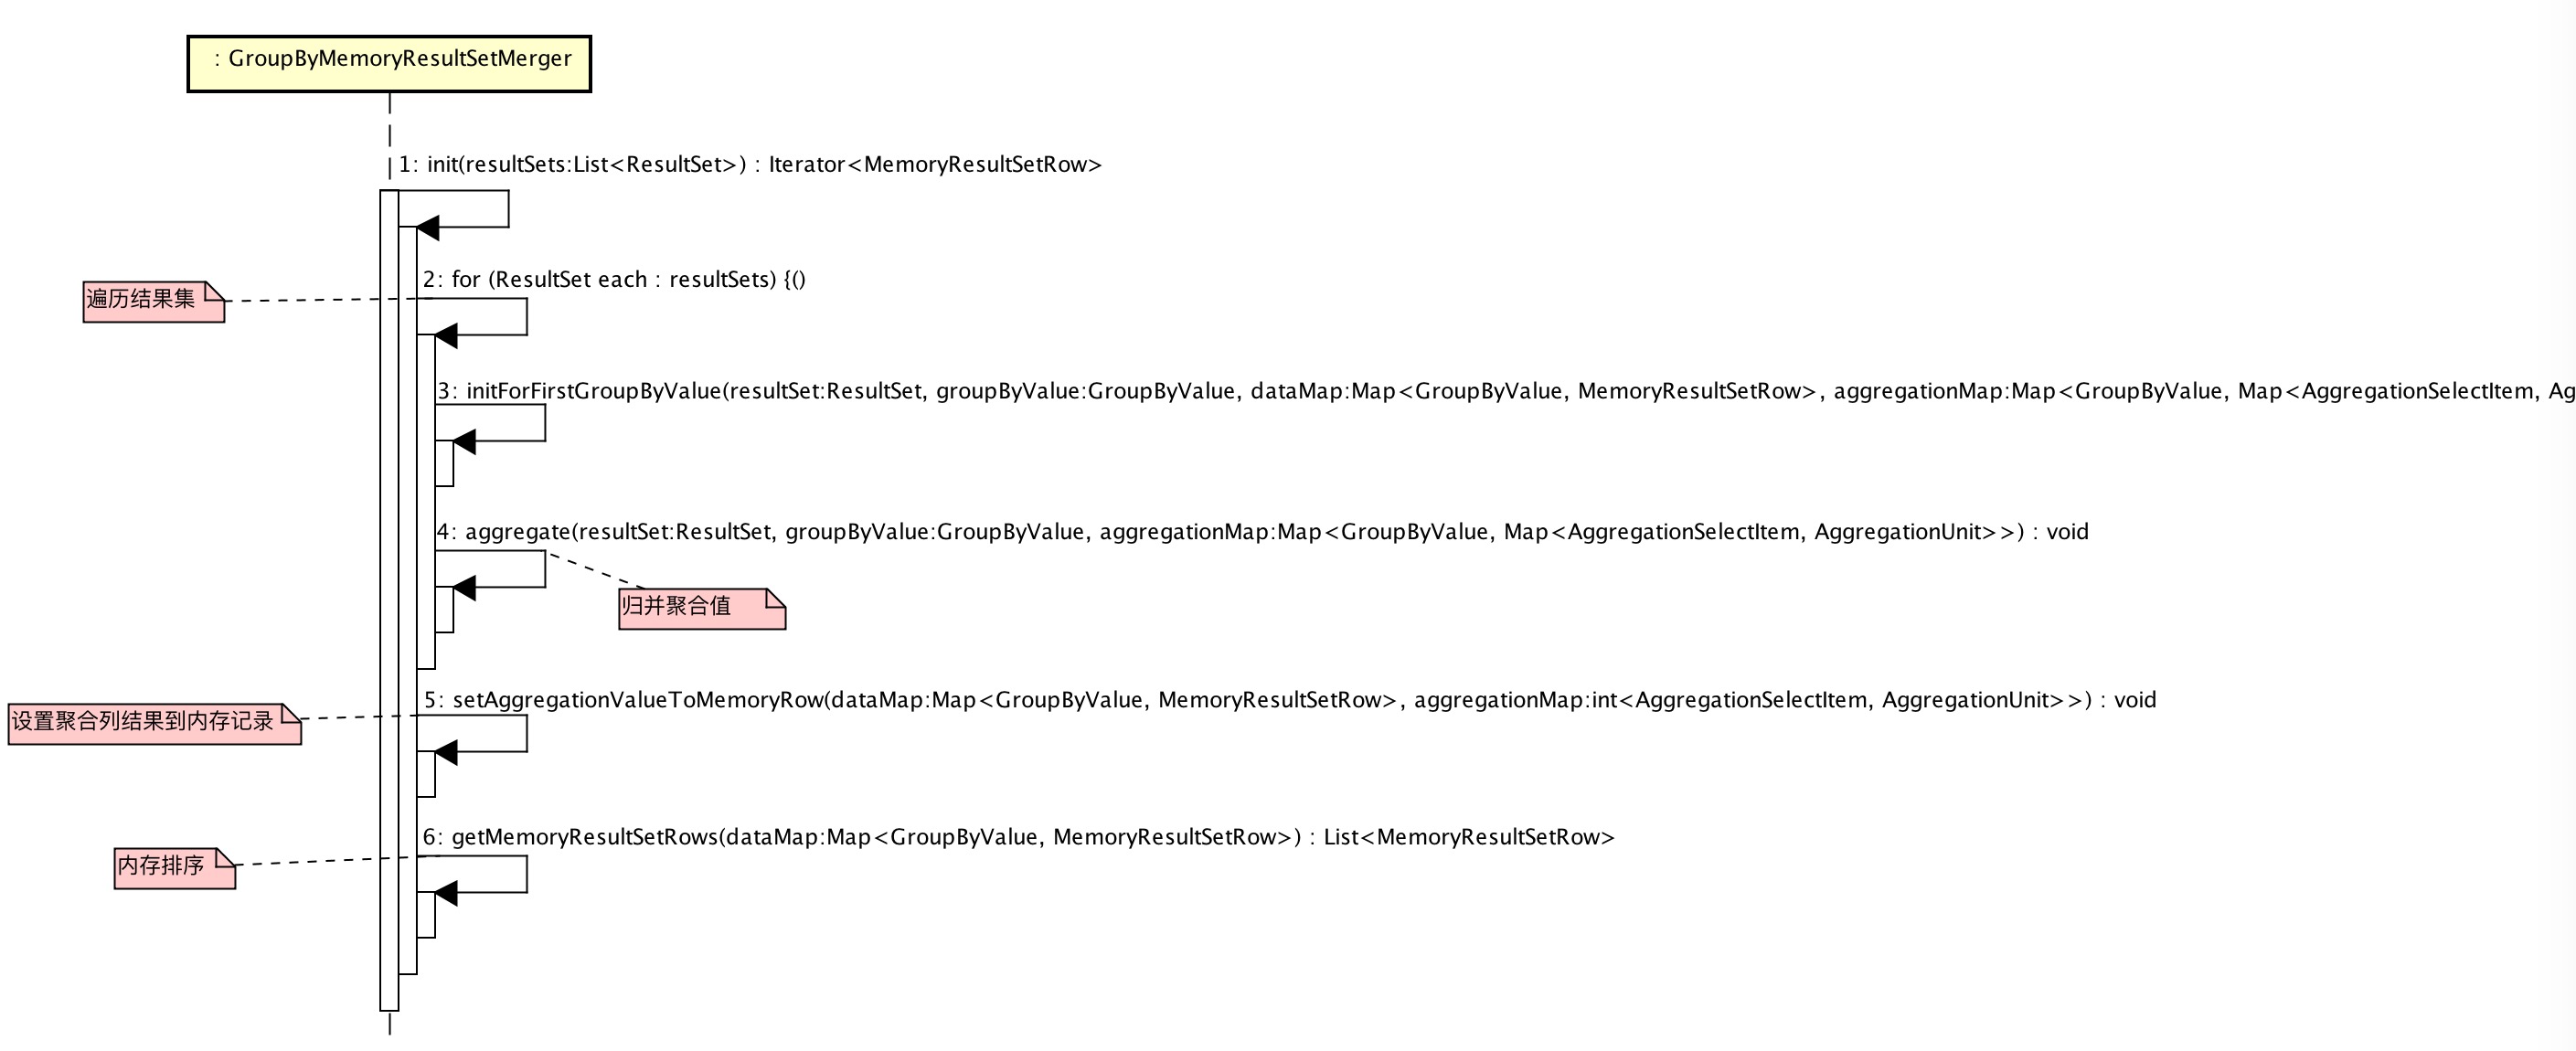 : GroupByMemoryResultSetMerger
1: init(resultSets:List<ResultSet>) : Iterator<MemoryResultSetRow>
2: for (ResultSet each : resultSets) {()
遍历结果集
3: initForFirstGroupByValue(resultSet:ResultSet, groupByValue:GroupByValue, dataMap:Map<GroupByValue, MemoryResultSetRow>, aggregationMap:Map<GroupByValue, Map<AggregationSelectItem, Ag
4: aggregate(resultSet:ResultSet, groupByValue:GroupByValue, aggregationMap:Map<GroupByValue, Map<AggregationSelectItem, AggregationUnit>>) : void
归并聚合值
5: setAggregationValueToMemoryRow(dataMap:Map<GroupByValue, MemoryResultSetRow>, aggregationMap:int<AggregationSelectItem, AggregationUnit>>) : void
设置聚合列结果到内存记录
6: getMemoryResultSetRows(dataMap:Map<GroupByValue, MemoryResultSetRow>) : List<MemoryResultSetRow>
内存排序